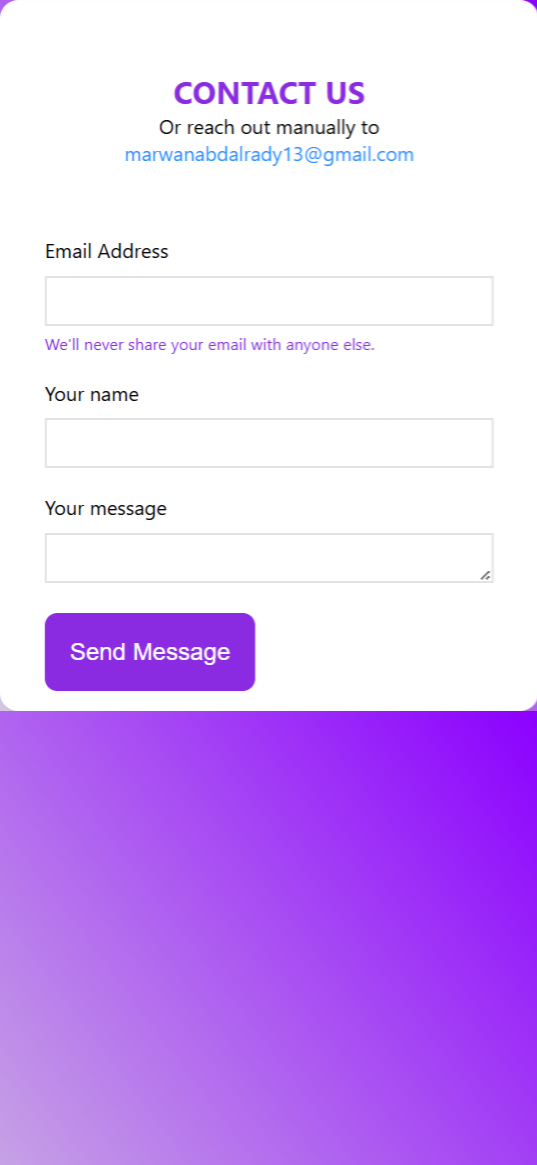 CONTACT US
Or reach out manually to
marwanabdalrady13@gmail.com
Email Address
We'll never share your email with anyone else.
Your name
Your message
Send Message